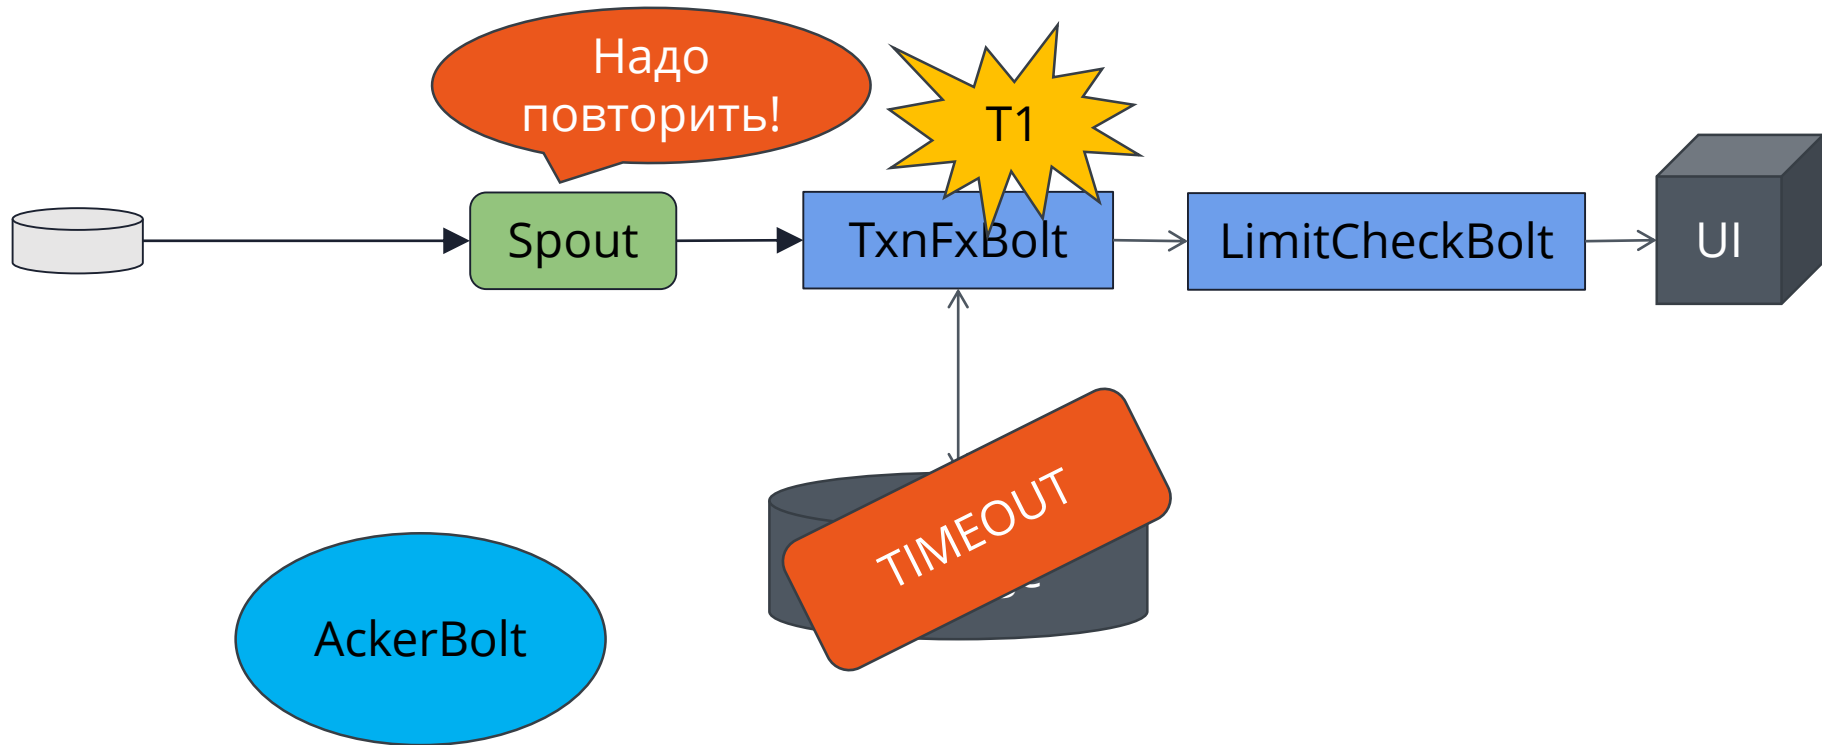 Надо
повторить!
T1
Spout
TxnFxBolt
LimitCheckBolt
UI
TIMEOUT
AckerBolt